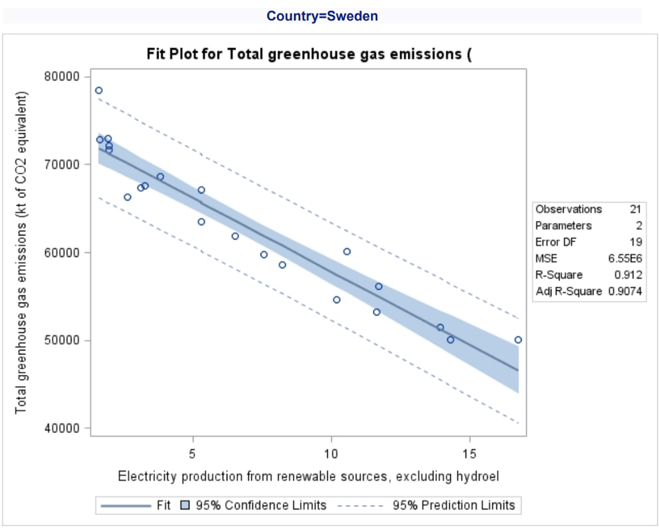 Country=Sweden
Fit Plot for Total greenhouse gas emissions (
80000
70000
60000
50000
40000
Total greenhouse gas emissions (kt of CO2 equivalent)
5
10
15
Electricity production from renewable sources, excluding hydroel
Observations 21
Parameters 2
Error DF 19
MSE 6.55E6
R-Square 0.912
Adj R-Square 0.9074
Fit 95% Confidence Limits 95% Prediction Limits